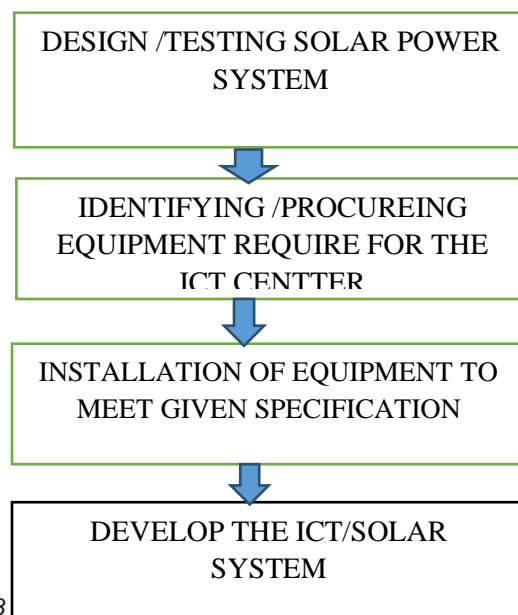 DESIGN /TESTING SOLAR POWER
SYSTEM
IDENTIFYING /PROCUREING
EQUIPMENT REQUIRE FOR THE
ICT CENTTER
INSTALLATION OF EQUIPMENT TO
MEET GIVEN SPECIFICATION
DEVELOP THE ICT/SOLAR
SYSTEM